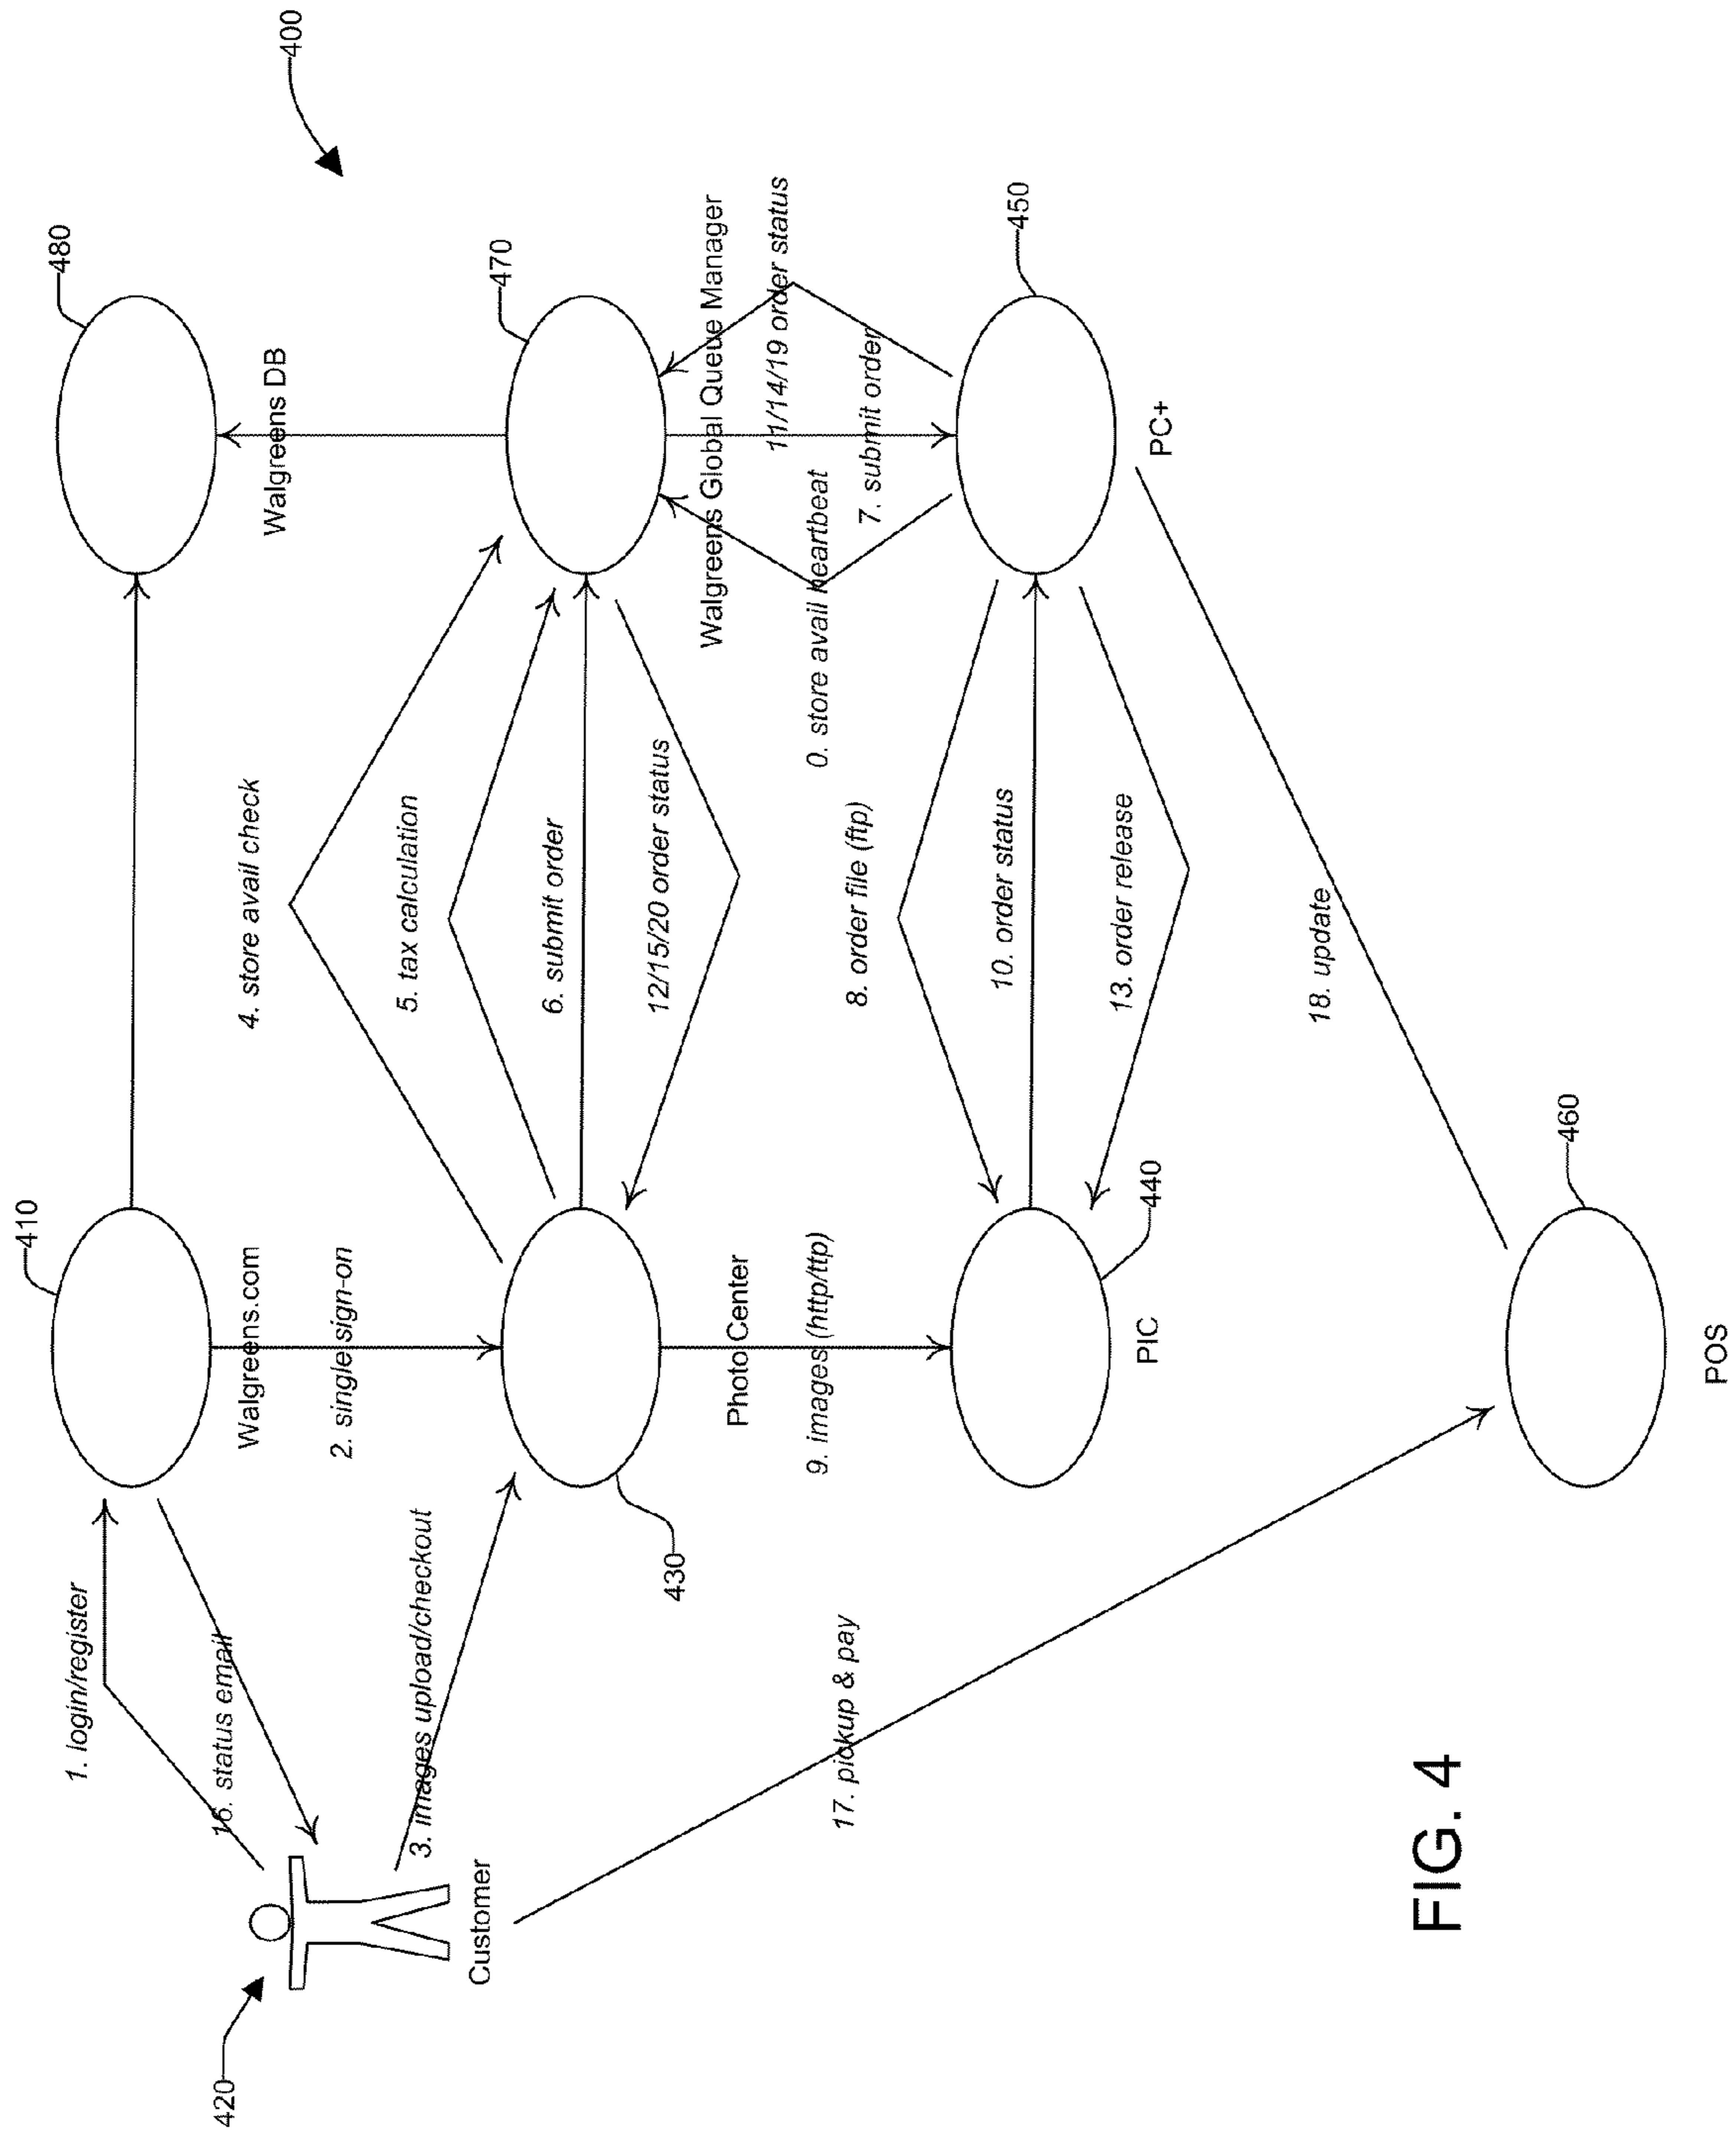 400
480
410
Walgreens DB
1. login/register
Walgreens.com
4. store avail check
470
420
16. status email
2. single sign-on
5. tax calculation
Walgreens Global Queue Manager
3. images upload/checkout
6. submit order
11/14/19 order status
Customer
430
12/15/20 order status
7. submit order
Photo Center
0. store avail heartbeat
450
9. images (http/ftp)
8. order file (ftp)
17. pickup & pay
10. order status
PC+
PIC
440
13. order release
18. update
460
POS
FIG. 4